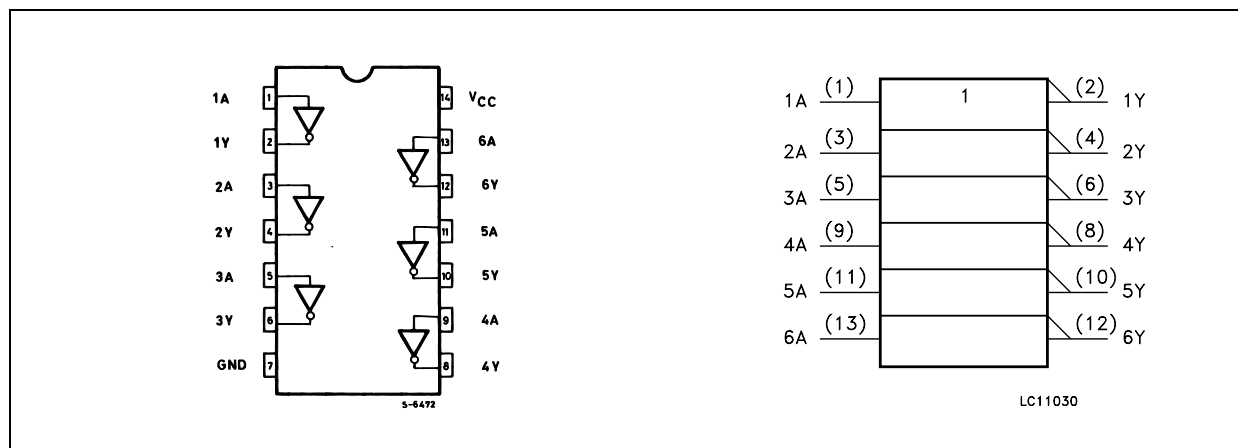 1A 1 14 VCC
1Y 2 13 6A
2A 3 12 6Y
2Y 4 11 5A
3A 5 10 5Y
3Y 6 9 4A
GND 7 8 4Y
S-6472
1A (1) 1 (2) 1Y
2A (3) (4) 2Y
3A (5) (6) 3Y
4A (9) (8) 4Y
5A (11) (10) 5Y
6A (13) (12) 6Y
LC11030